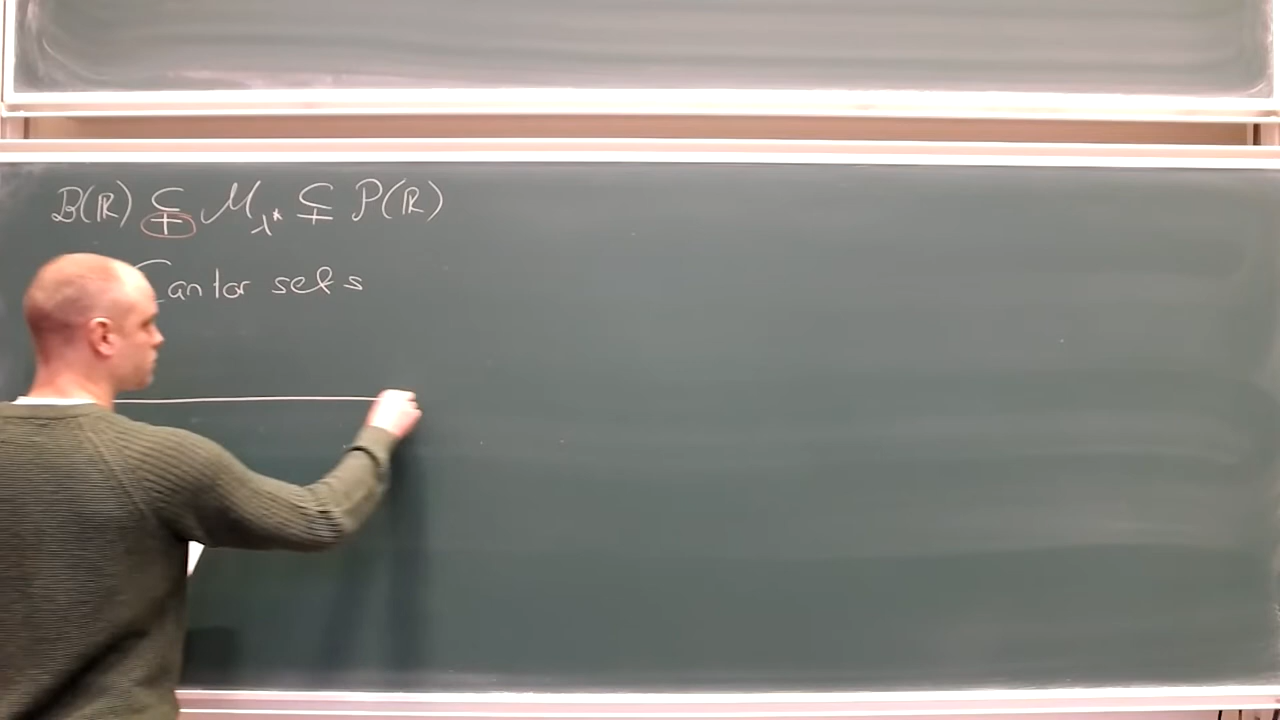 B(ℝ) ⊊ M_λ* ⊊ P(ℝ)
Cantor sets